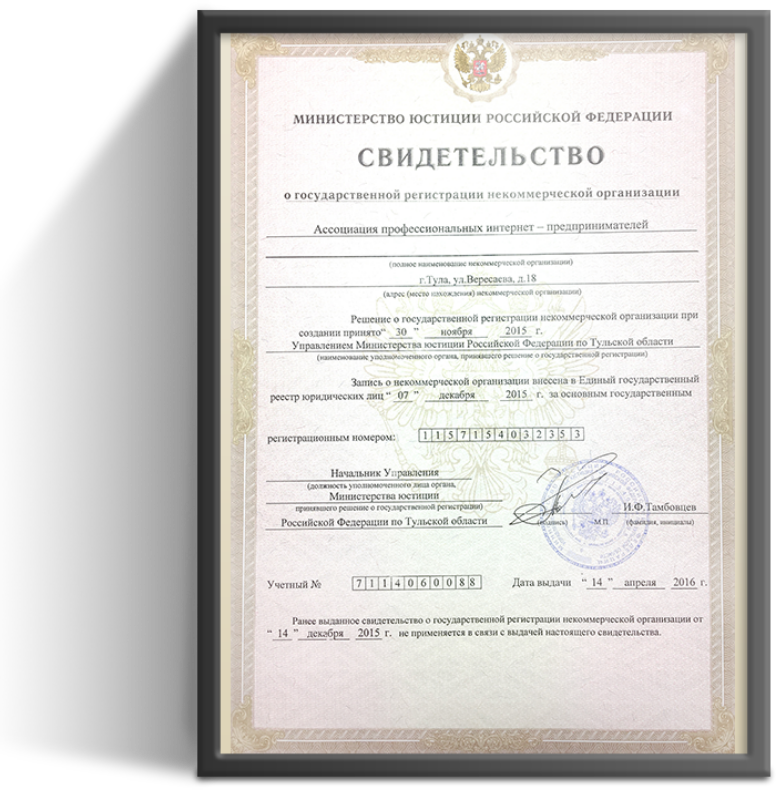 МИНИСТЕРСТВО ЮСТИЦИИ РОССИЙСКОЙ ФЕДЕРАЦИИ
СВИДЕТЕЛЬСТВО
о государственной регистрации некоммерческой организации
Ассоциация профессиональных интернет – предпринимателей
(полное наименование некоммерческой организации)
г.Тула, ул.Вересаева, д.18
(адрес (место нахождения) некоммерческой организации)
Решение о государственной регистрации некоммерческой организации при
создании принято“ 30 ” ноября 2015 г.
Управлением Министерства юстиции Российской Федерации по Тульской области
(наименование уполномоченного органа, принявшего решение о государственной регистрации)
Запись о некоммерческой организации внесена в Единый государственный
реестр юридических лиц “ 07 ” декабря 2015 г. за основным государственным
регистрационным номером: 1157154032353
Начальник Управления
(должность уполномоченного лица органа,
Министерства юстиции
принявшего решение о государственной регистрации)
Российской Федерации по Тульской области
И.Ф.Тамбовцев
(подпись) М.П. (фамилия, инициалы)
Учетный № 7114060088 Дата выдачи “ 14 ” апреля 2016 г.
Ранее выданное свидетельство о государственной регистрации некоммерческой организации от
“ 14 ” декабря 2015 г. не применяется в связи с выдачей настоящего свидетельства.